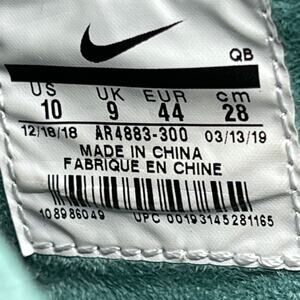 QB
US UK EUR cm
10 9 44 28
12/18/18 AR4883-300 03/13/19
MADE IN CHINA
FABRIQUE EN CHINE
108986049 UPC 00193145281165